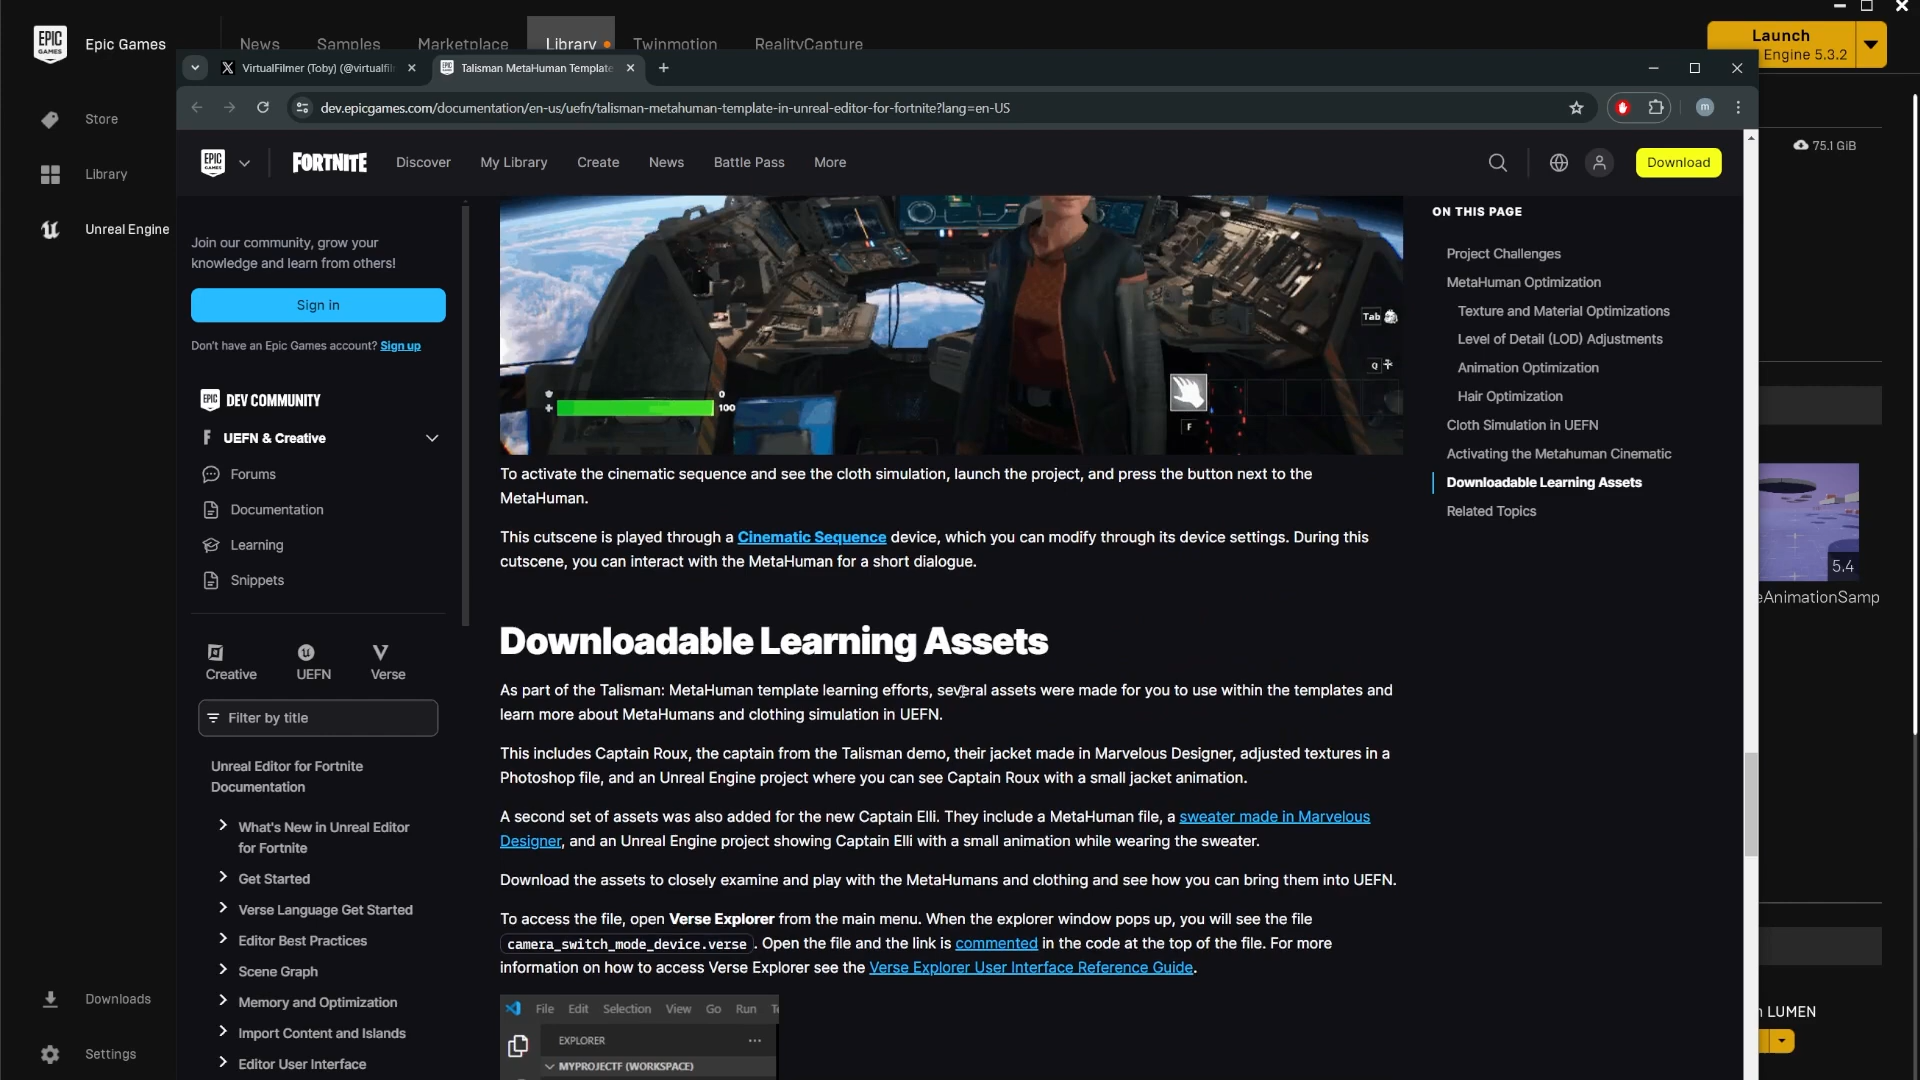 EPIC GAMES
Epic Games
News
Samples
Marketplace
Library
Twinmotion
RealityCapture
Launch
Engine 5.3.2
VirtualFilmer (Toby) (@virtualfil
Talisman MetaHuman Template
dev.epicgames.com/documentation/en-us/uefn/talisman-metahuman-template-in-unreal-editor-for-fortnite?lang=en-US
m
Store
Library
Unreal Engine
Downloads
Settings
75.1 GiB
EPIC GAMES
FORTNITE
Discover
My Library
Create
News
Battle Pass
More
Download
Join our community, grow your
knowledge and learn from others!
Sign in
Don't have an Epic Games account? Sign up
EPIC DEV COMMUNITY
UEFN & Creative
Forums
Documentation
Learning
Snippets
Creative
UEFN
Verse
Filter by title
Unreal Editor for Fortnite
Documentation
What's New in Unreal Editor
for Fortnite
Get Started
Verse Language Get Started
Editor Best Practices
Scene Graph
Memory and Optimization
Import Content and Islands
Editor User Interface
Tab
Q
0
100
F
To activate the cinematic sequence and see the cloth simulation, launch the project, and press the button next to the
MetaHuman.
This cutscene is played through a Cinematic Sequence device, which you can modify through its device settings. During this
cutscene, you can interact with the MetaHuman for a short dialogue.
Downloadable Learning Assets
As part of the Talisman: MetaHuman template learning efforts, several assets were made for you to use within the templates and
learn more about MetaHumans and clothing simulation in UEFN.
This includes Captain Roux, the captain from the Talisman demo, their jacket made in Marvelous Designer, adjusted textures in a
Photoshop file, and an Unreal Engine project where you can see Captain Roux with a small jacket animation.
A second set of assets was also added for the new Captain Elli. They include a MetaHuman file, a sweater made in Marvelous
Designer, and an Unreal Engine project showing Captain Elli with a small animation while wearing the sweater.
Download the assets to closely examine and play with the MetaHumans and clothing and see how you can bring them into UEFN.
To access the file, open Verse Explorer from the main menu. When the explorer window pops up, you will see the file
camera_switch_mode_device.verse. Open the file and the link is commented in the code at the top of the file. For more
information on how to access Verse Explorer see the Verse Explorer User Interface Reference Guide.
File Edit Selection View Go Run
EXPLORER
MYPROJECTF (WORKSPACE)
ON THIS PAGE
Project Challenges
MetaHuman Optimization
Texture and Material Optimizations
Level of Detail (LOD) Adjustments
Animation Optimization
Hair Optimization
Cloth Simulation in UEFN
Activating the Metahuman Cinematic
Downloadable Learning Assets
Related Topics
5.4
eAnimationSamp
LUMEN